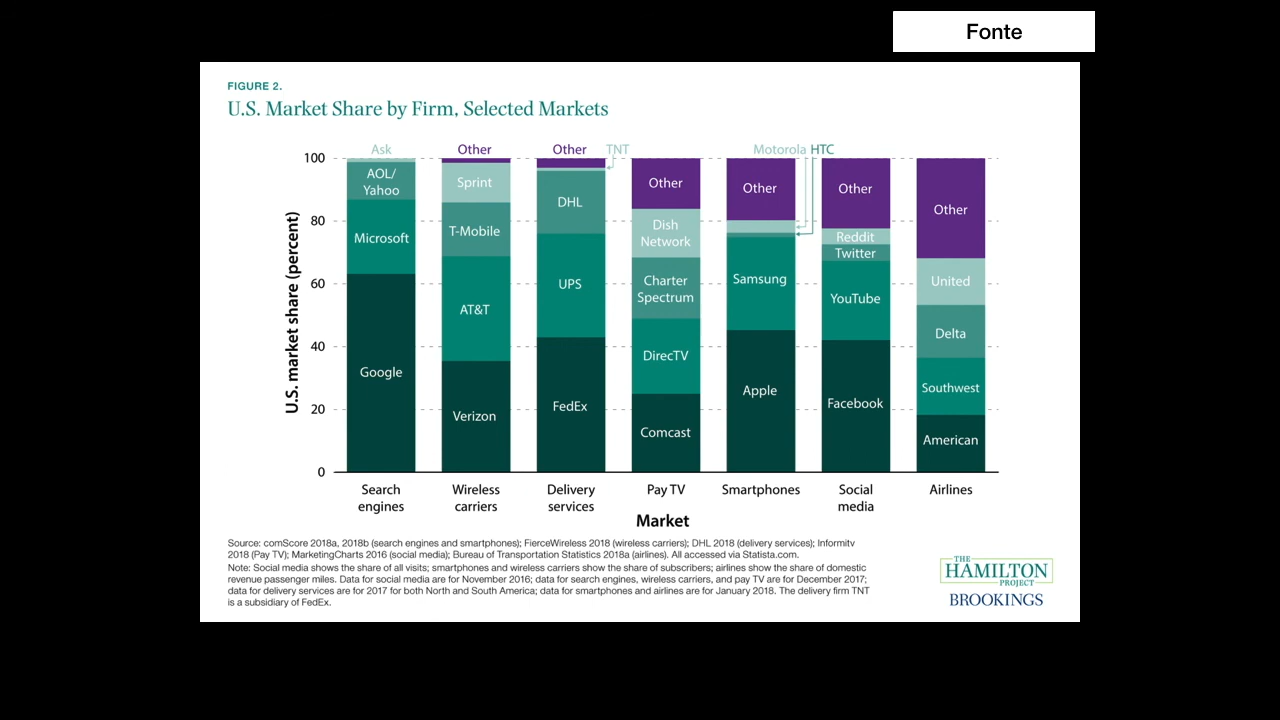 Fonte
FIGURE 2.
U.S. Market Share by Firm, Selected Markets
U.S. market share (percent)
100
80
60
40
20
0
Ask
AOL/
Yahoo
Microsoft
Google
Other
Sprint
T-Mobile
AT&T
Verizon
Other
TNT
DHL
UPS
FedEx
Other
Dish
Network
Charter
Spectrum
DirecTV
Comcast
Motorola
HTC
Other
Samsung
Apple
Other
Reddit
Twitter
YouTube
Facebook
Other
United
Delta
Southwest
American
Search
engines
Wireless
carriers
Delivery
services
Pay TV
Smartphones
Social
media
Airlines
Market
Source: comScore 2018a, 2018b (search engines and smartphones); FierceWireless 2018 (wireless carriers); DHL 2018 (delivery services); Informitv
2018 (Pay TV); MarketingCharts 2016 (social media); Bureau of Transportation Statistics 2018a (airlines). All accessed via Statista.com.
Note: Social media shows the share of all visits; smartphones and wireless carriers show the share of subscribers; airlines show the share of domestic
revenue passenger miles. Data for social media are for November 2016; data for search engines, wireless carriers, and pay TV are for December 2017;
data for delivery services are for 2017 for both North and South America; data for smartphones and airlines are for January 2018. The delivery firm TNT
is a subsidiary of FedEx.
THE
HAMILTON
PROJECT
BROOKINGS